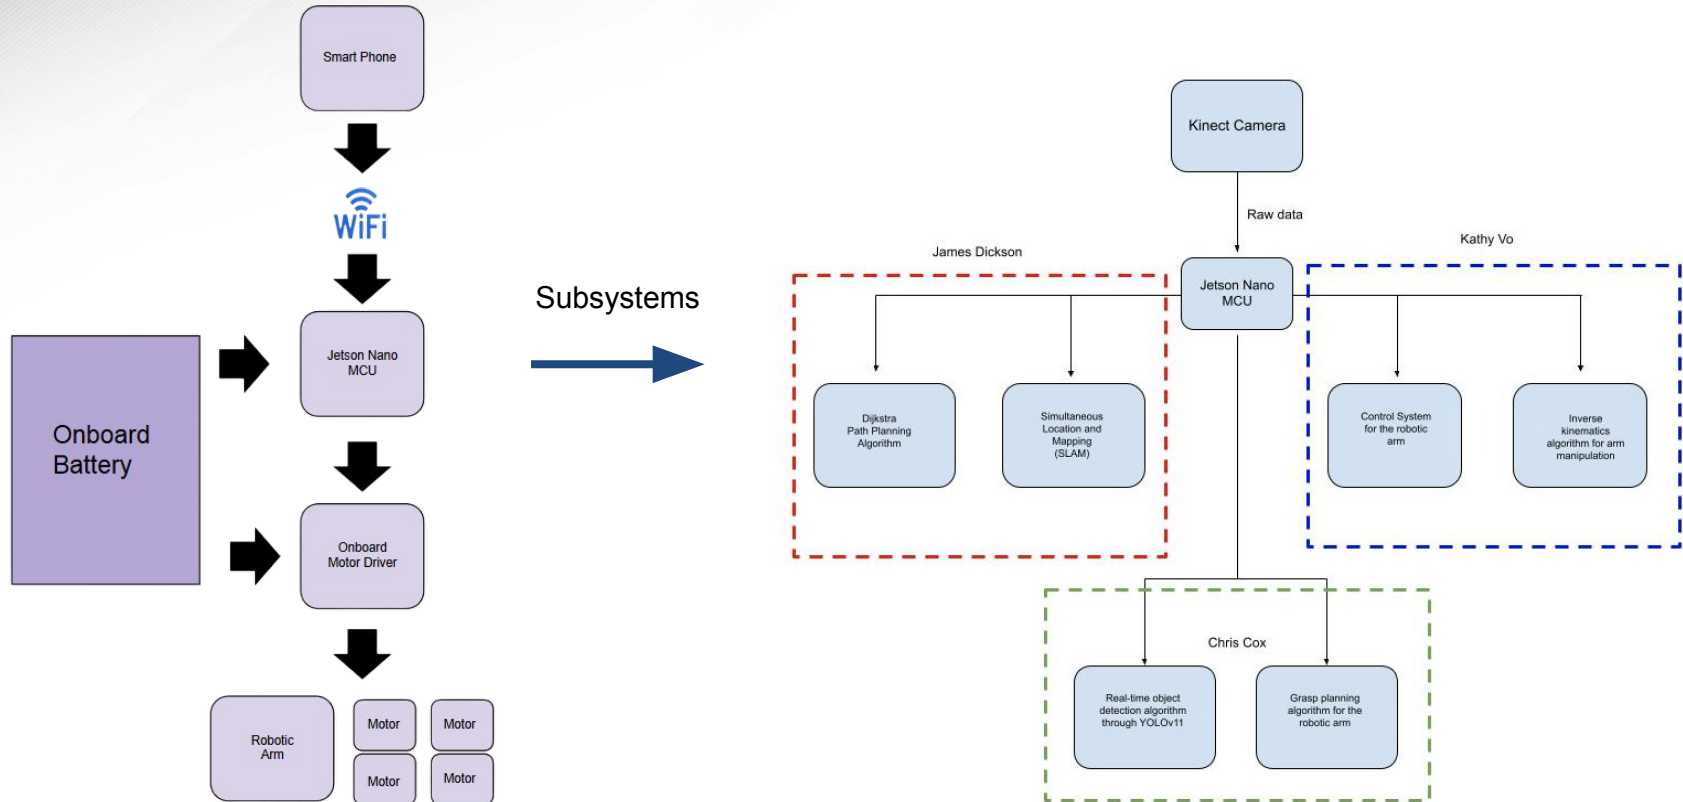 Smart Phone
WiFi
Jetson Nano
MCU
Onboard
Battery
Onboard
Motor Driver
Robotic
Arm
Motor
Motor
Motor
Motor
Subsystems
Kinect Camera
Raw data
James Dickson
Kathy Vo
Jetson Nano
MCU
Dijkstra
Path Planning
Algorithm
Simultaneous
Location and
Mapping
(SLAM)
Control System
for the robotic
arm
Inverse
kinematics
algorithm for arm
manipulation
Chris Cox
Real-time object
detection algorithm
through YOLOv11
Grasp planning
algorithm for the
robotic arm